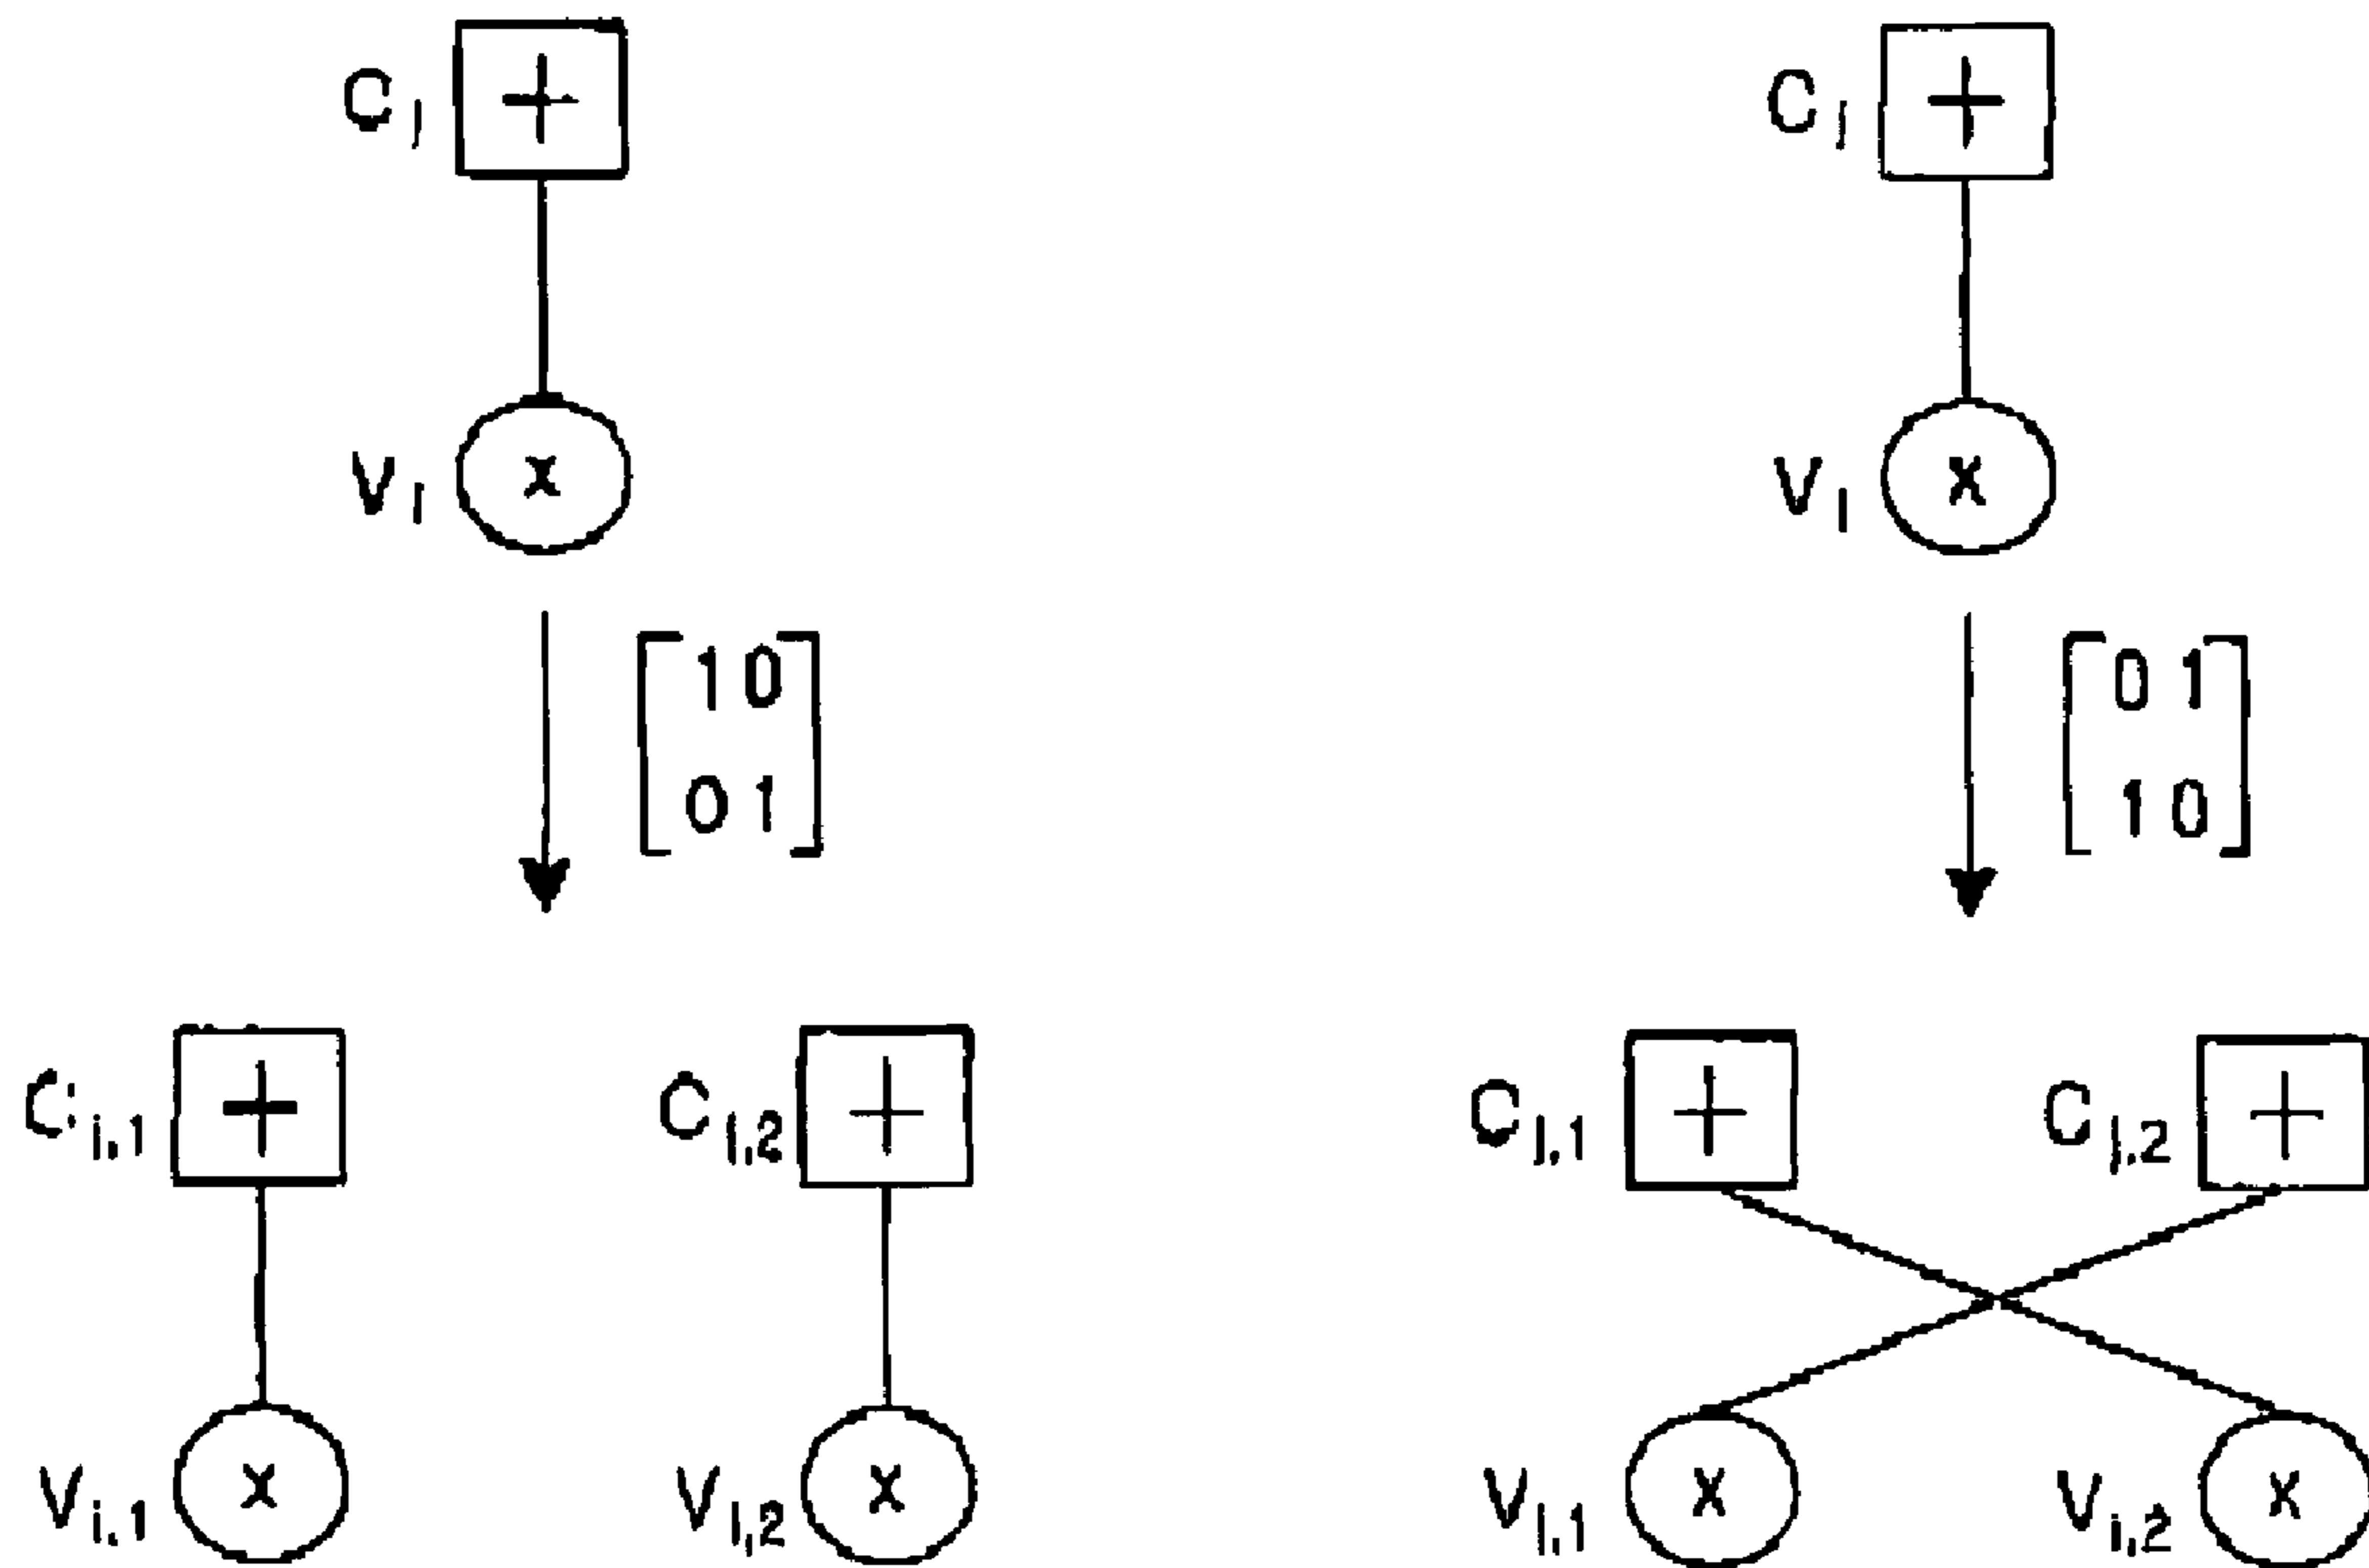 C j + C j +
V i x V i x
[1 0 0 1] [0 1 1 0]
C i,1 + C j,2 + C j,1 + C j,2 +
V i,1 x V i,2 x V i,1 x V i,2 x